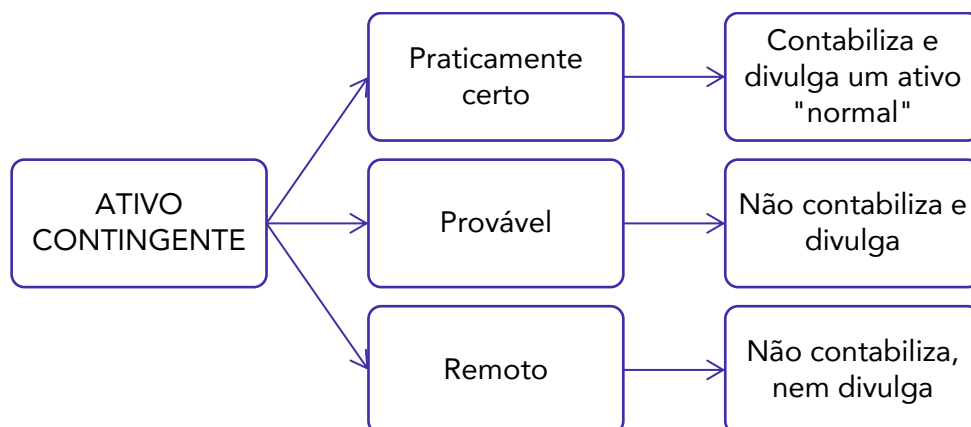 ATIVO
CONTINGENTE
Praticamente
certo
Contabiliza e
divulga um ativo
"normal"
Provável
Não contabiliza e
divulga
Remoto
Não contabiliza,
nem divulga